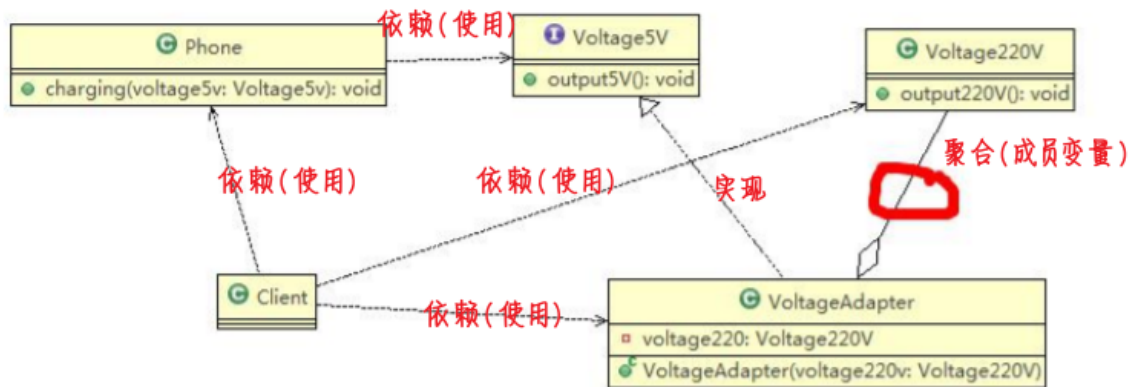 依赖(使用)
C Phone
charging(voltage5v: Voltage5v): void
I Voltage5V
output5V(): void
C Voltage220V
output220V(): void
聚合(成员变量)
依赖(使用)
依赖(使用)
实现
C Client
依赖(使用)
C VoltageAdapter
voltage220: Voltage220V
C VoltageAdapter(voltage220v: Voltage220V)